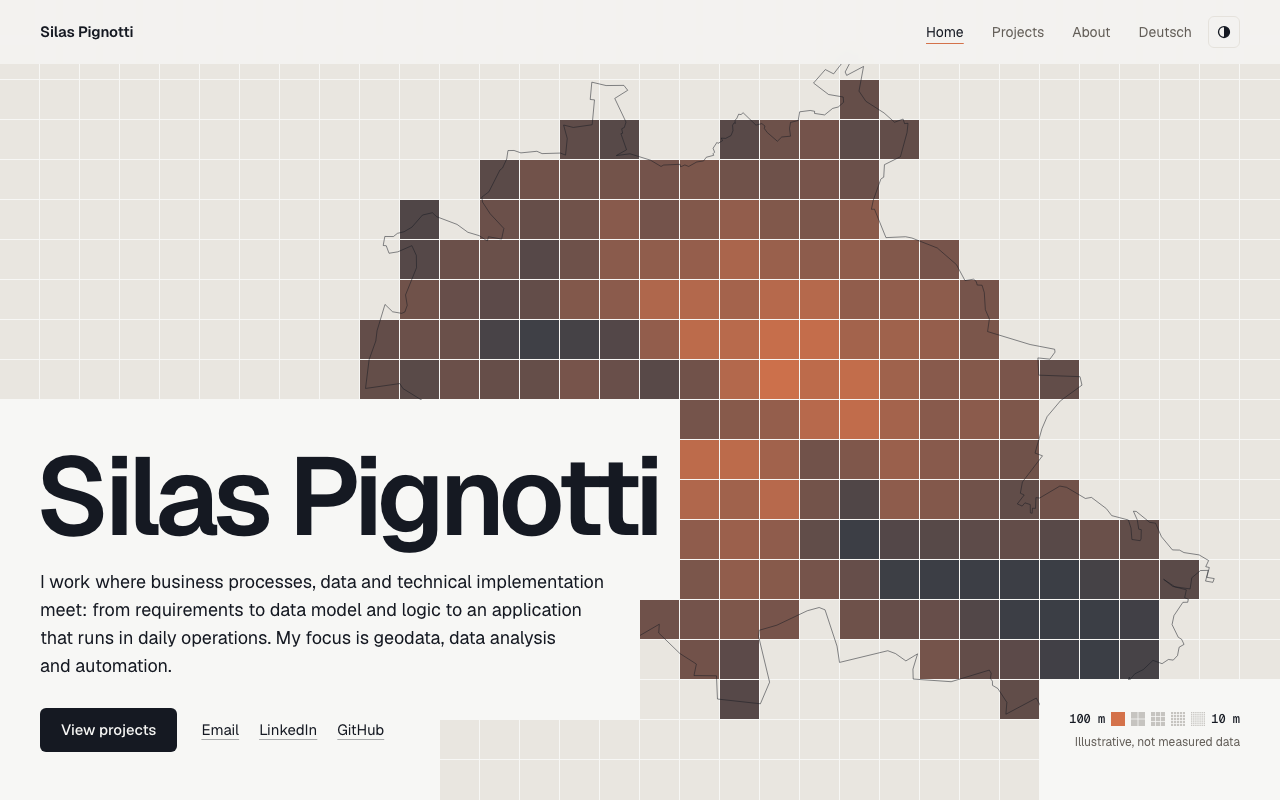 Silas Pignotti
Home
Projects
About
Deutsch
Silas Pignotti
I work where business processes, data and technical implementation
meet: from requirements to data model and logic to an application
that runs in daily operations. My focus is geodata, data analysis
and automation.
View projects
Email
LinkedIn
GitHub
100 m
10 m
Illustrative, not measured data